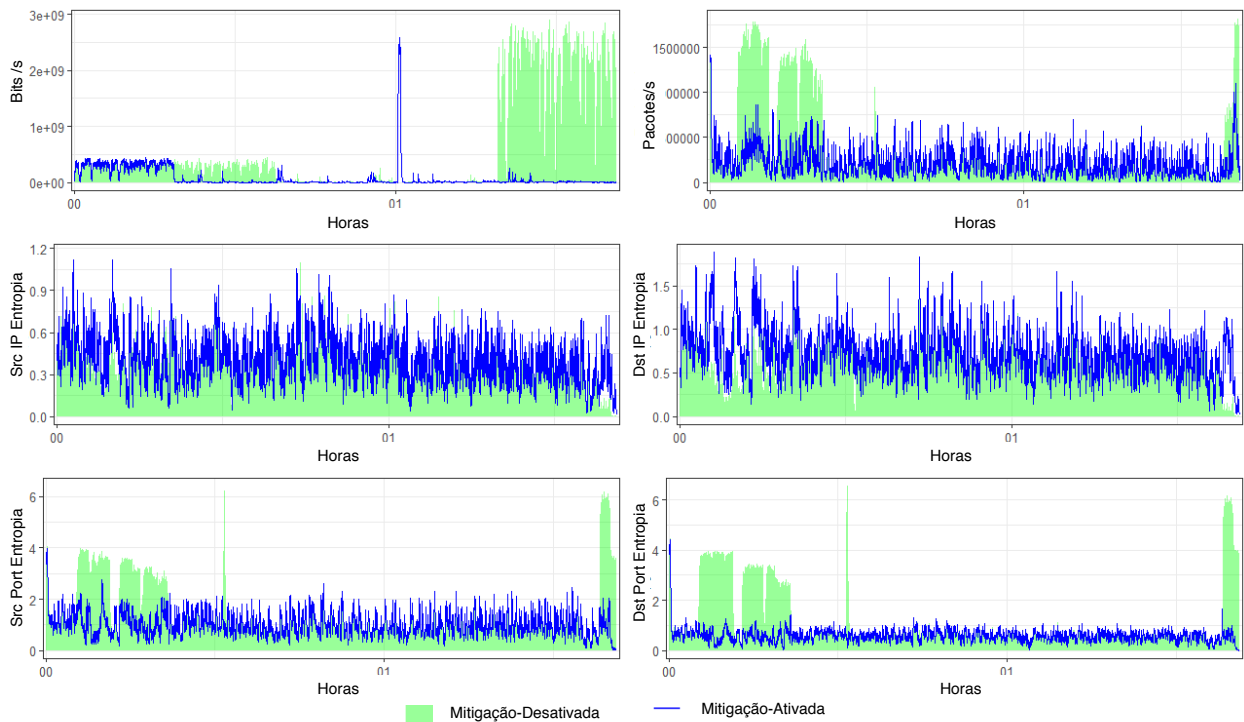 3e+09
2e+09
1e+09
0e+00
Bits /s
00
01
Horas
1500000
00000
00000
0
Pacotes/s
00
01
Horas
1.2
0.9
0.6
0.3
0.0
Src IP Entropia
00
01
Horas
1.5
1.0
0.5
0.0
Dst IP Entropia
00
01
Horas
6
4
2
0
Src Port Entropia
00
01
Horas
6
4
2
0
Dst Port Entropia
00
01
Horas
Mitigação-Desativada
Mitigação-Ativada